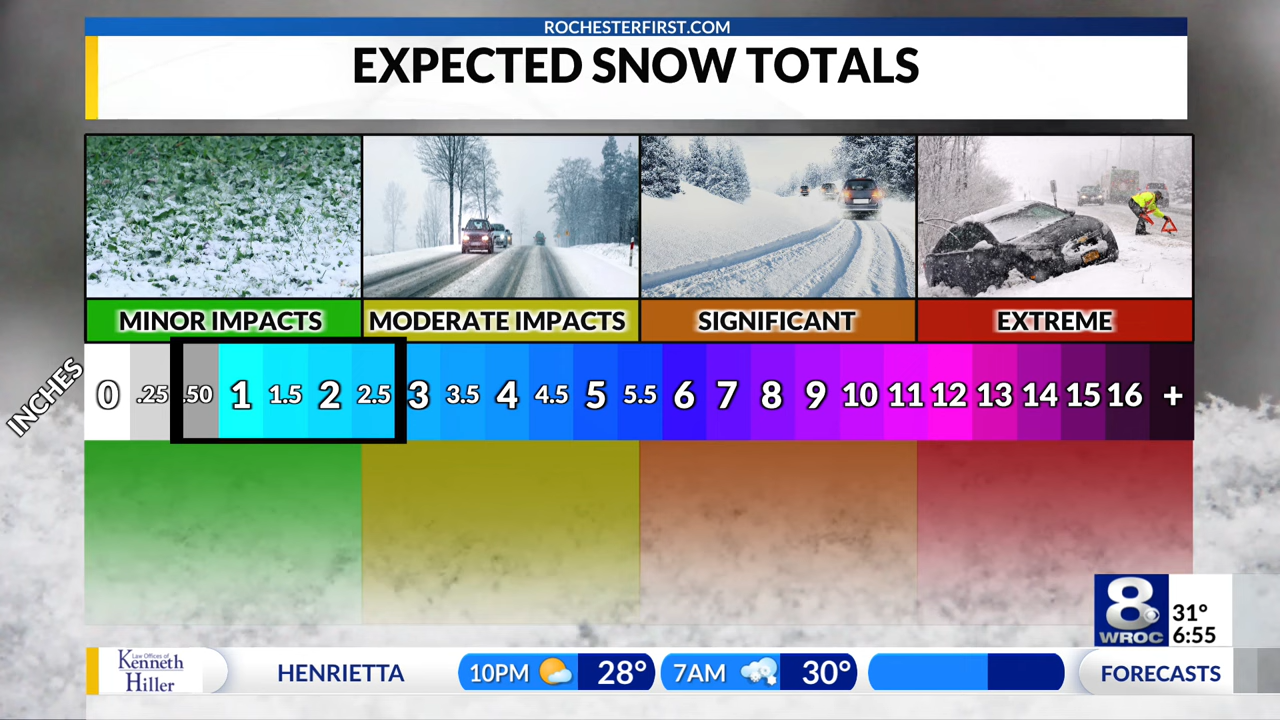 ROCHESTERFIRST.COM
EXPECTED SNOW TOTALS
MINOR IMPACTS MODERATE IMPACTS SIGNIFICANT EXTREME
INCHES
0 .25 .50 1 1.5 2 2.5 3 3.5 4 4.5 5 5.5 6 7 8 9 10 11 12 13 14 15 16 +
8
WROC
31°
6:55
Law Offices of
Kenneth
Hiller
HENRIETTA 10PM 28° 7AM 30° FORECASTS